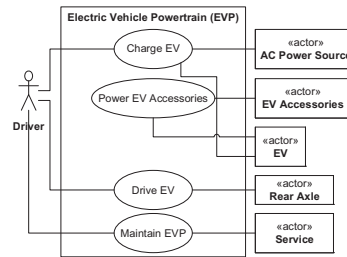 Electric Vehicle Powertrain (EVP)
Charge EV
«actor»
AC Power Source
Power EV Accessories
«actor»
EV Accessories
Driver
«actor»
EV
Drive EV
«actor»
Rear Axle
Maintain EVP
«actor»
Service